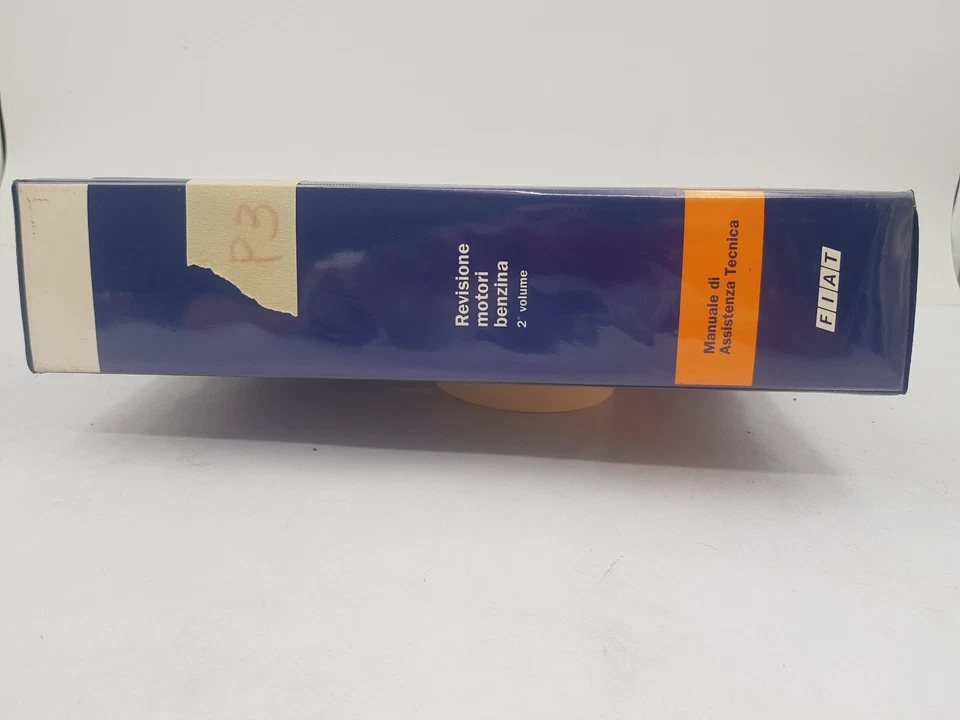 P3
Revisione
motori
benzina
2° volume
Manuale di
Assistenza Tecnica
FIAT